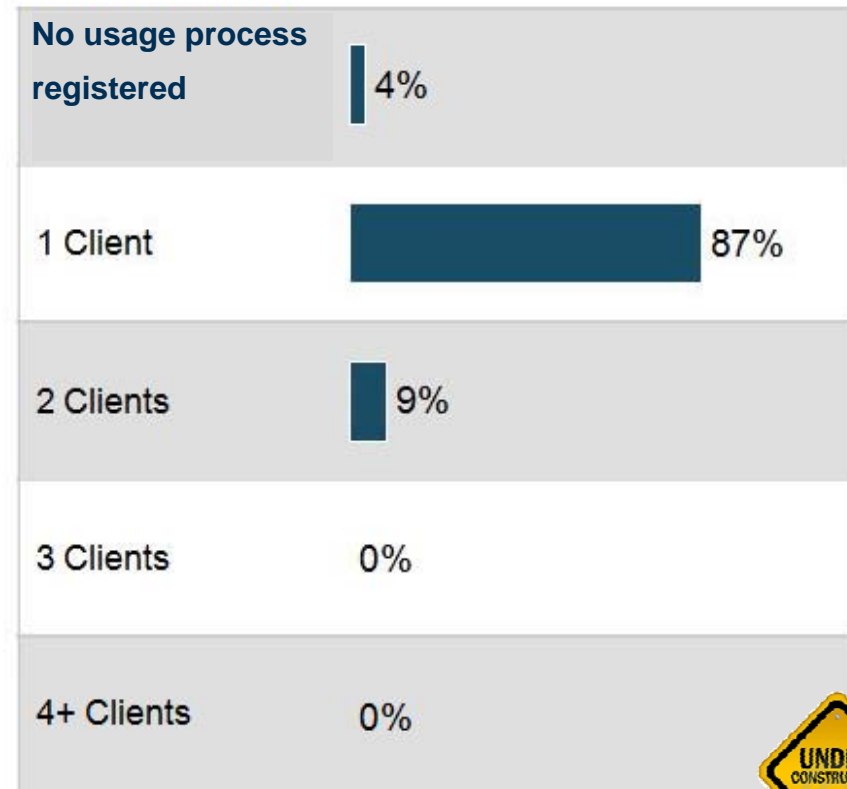 No usage process
registered
4%
1 Client
87%
2 Clients
9%
3 Clients
0%
4+ Clients
0%